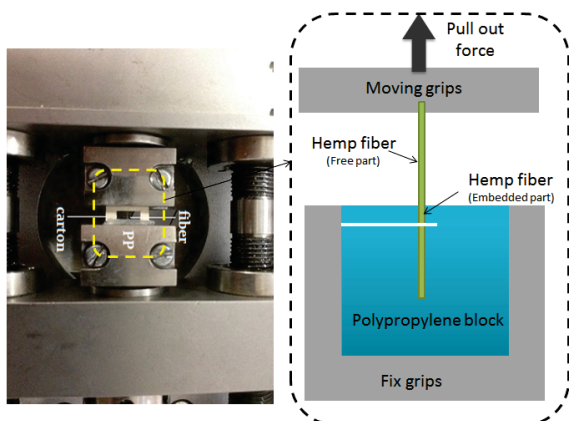 carton
PP
fiber
Pull out
force
Moving grips
Hemp fiber
(Free part)
Hemp fiber
(Embedded part)
Polypropylene block
Fix grips